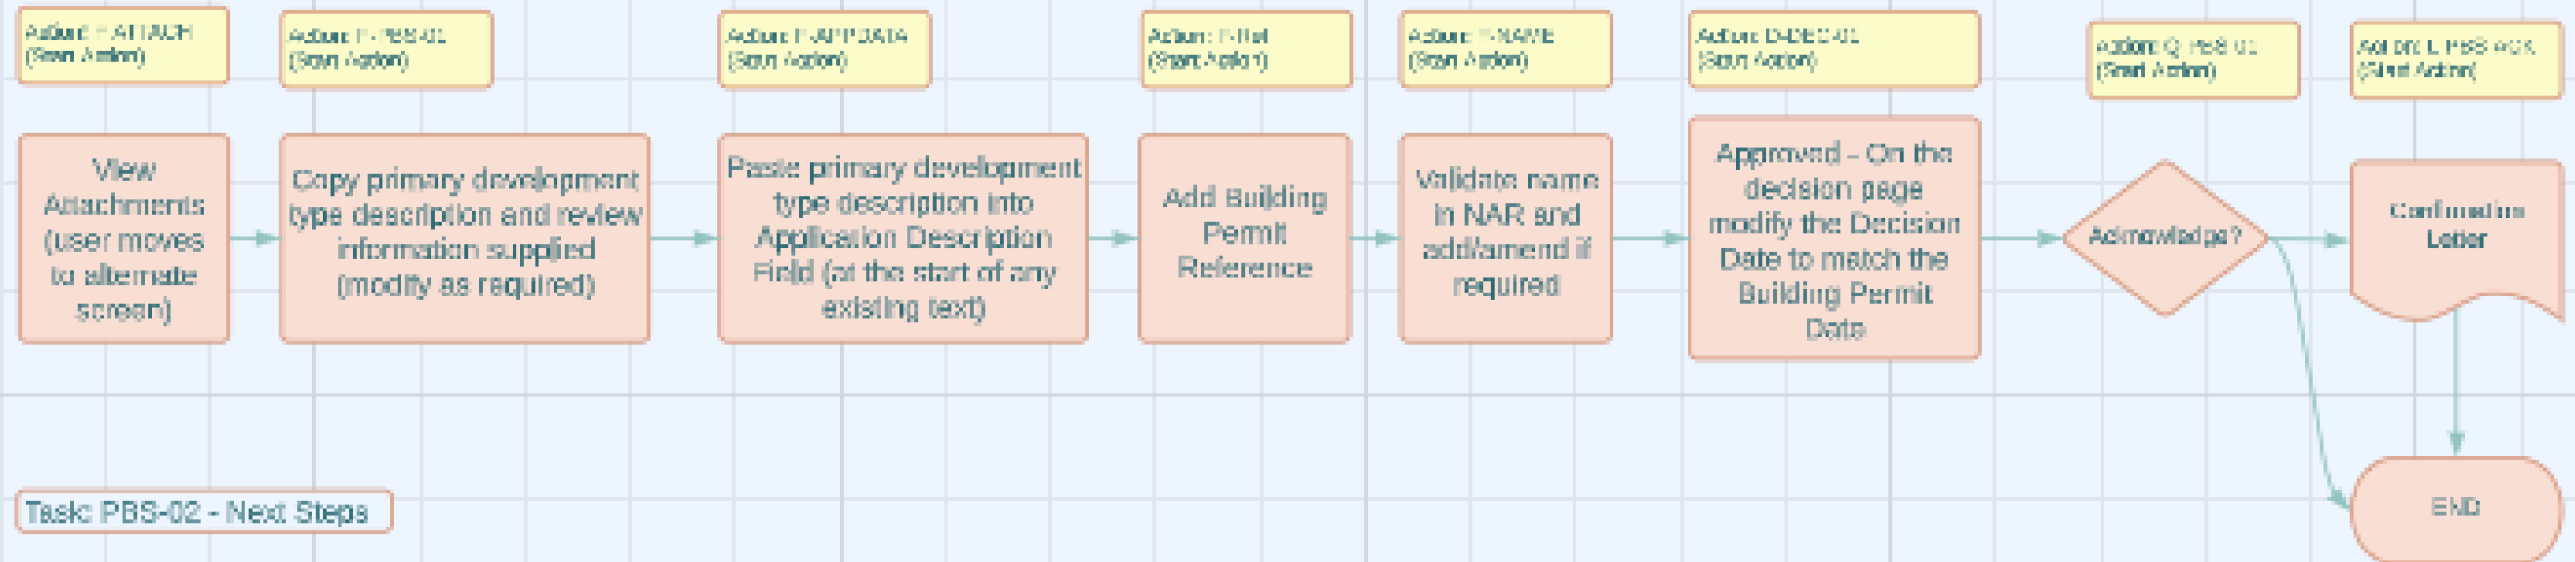 Action: F-ATTACH
(Start Action)
Action: F-PBS-01
(Start Action)
Action: F-APPDATA
(Start Action)
Action: F-Ref
(Start Action)
Action: F-NAME
(Start Action)
Action: D-DEC-01
(Start Action)
Action: Q-PBS-01
(Start Action)
Action: L-PBS-ACK
(Start Action)
View
Attachments
(user moves
to alternate
screen)
Copy primary development
type description and review
information supplied
(modify as required)
Paste primary development
type description into
Application Description
Field (at the start of any
existing text)
Add Building
Permit
Reference
Validate name
in NAR and
add/amend if
required
Approved - On the
decision page
modify the Decision
Date to match the
Building Permit
Date
Acknowledge?
Confirmation
Letter
END
Task: PBS-02 - Next Steps